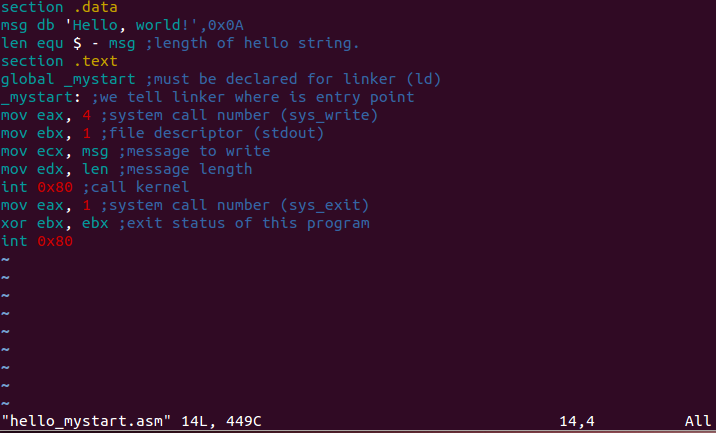 section .data
msg db 'Hello, world!',0x0A
len equ $ - msg ;length of hello string.
section .text
global _mystart ;must be declared for linker (ld)
_mystart: ;we tell linker where is entry point
mov eax, 4 ;system call number (sys_write)
mov ebx, 1 ;file descriptor (stdout)
mov ecx, msg ;message to write
mov edx, len ;message length
int 0x80 ;call kernel
mov eax, 1 ;system call number (sys_exit)
xor ebx, ebx ;exit status of this program
int 0x80
~
~
~
~
~
~
~
~
~
"hello_mystart.asm" 14L, 449C 14,4 All